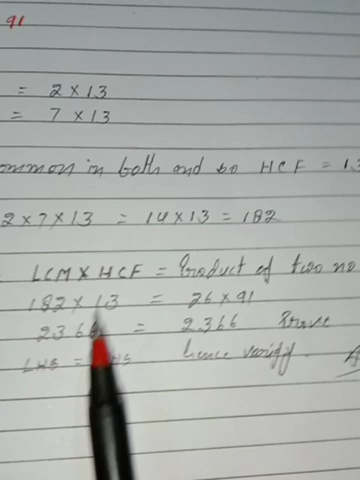 91
= 2 × 13
= 7 × 13
common in both and so HCF = 13
2 × 7 × 13 = 14 × 13 = 182
LCM × HCF = Product of two no
182 × 13 = 26 × 91
2366 = 2366 Prove
LHS = RHS hence varify.